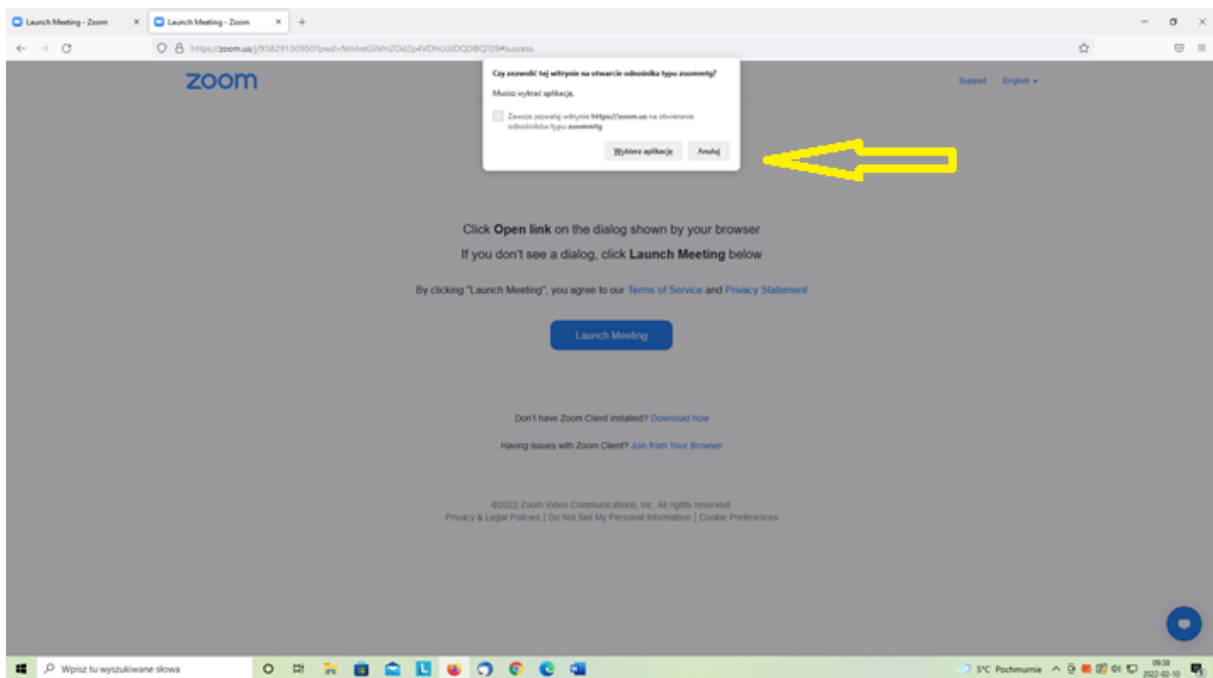 Launch Meeting - Zoom
Launch Meeting - Zoom
zoom
Support English
Czy zezwolić tej witrynie na otwarcie odnośnika typu zoommtg?
Musisz wybrać aplikację.
Zawsze zezwalaj witrynie https://zoom.us na otwieranie
odnośników typu zoommtg
Wybierz aplikację Anuluj
Click Open link on the dialog shown by your browser
If you don't see a dialog, click Launch Meeting below
By clicking "Launch Meeting", you agree to our Terms of Service and Privacy Statement
Launch Meeting
Don't have Zoom Client installed? Download Now
Having issues with Zoom Client? Join from Your Browser
©2022 Zoom Video Communications, Inc. All rights reserved.
Privacy & Legal Policies | Do Not Sell My Personal Information | Cookie Preferences
Wpisz tu wyszukiwane słowa
5°C Pochmurnie
09:38
2022-02-10